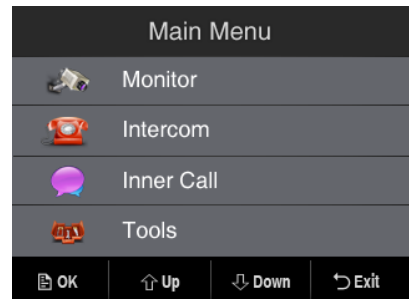 Main Menu
Monitor
Intercom
Inner Call
Tools
OK Up Down Exit